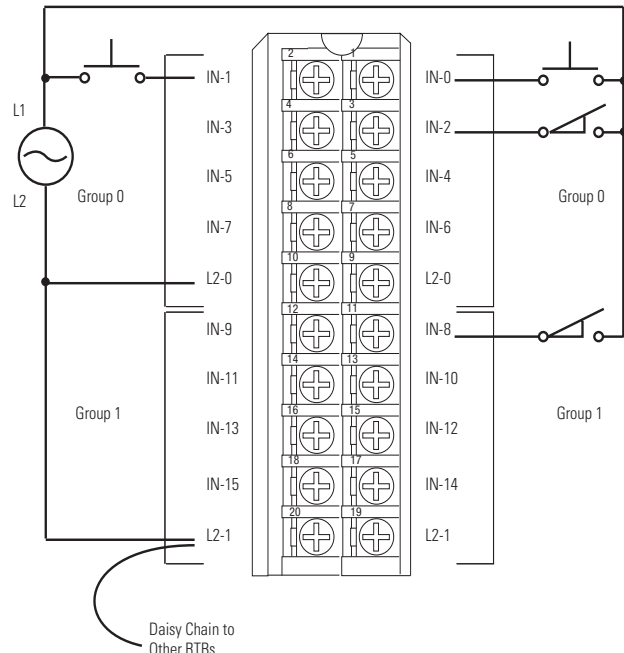 2 1
IN-1 IN-0
L1
4 3
IN-3 IN-2
6 5
IN-5 IN-4
L2
Group 0 Group 0
8 7
IN-7 IN-6
10 9
L2-0 L2-0
12 11
IN-9 IN-8
14 13
IN-11 IN-10
Group 1 Group 1
16 15
IN-13 IN-12
18 17
IN-15 IN-14
20 19
L2-1 L2-1
Daisy Chain to
Other RTBs